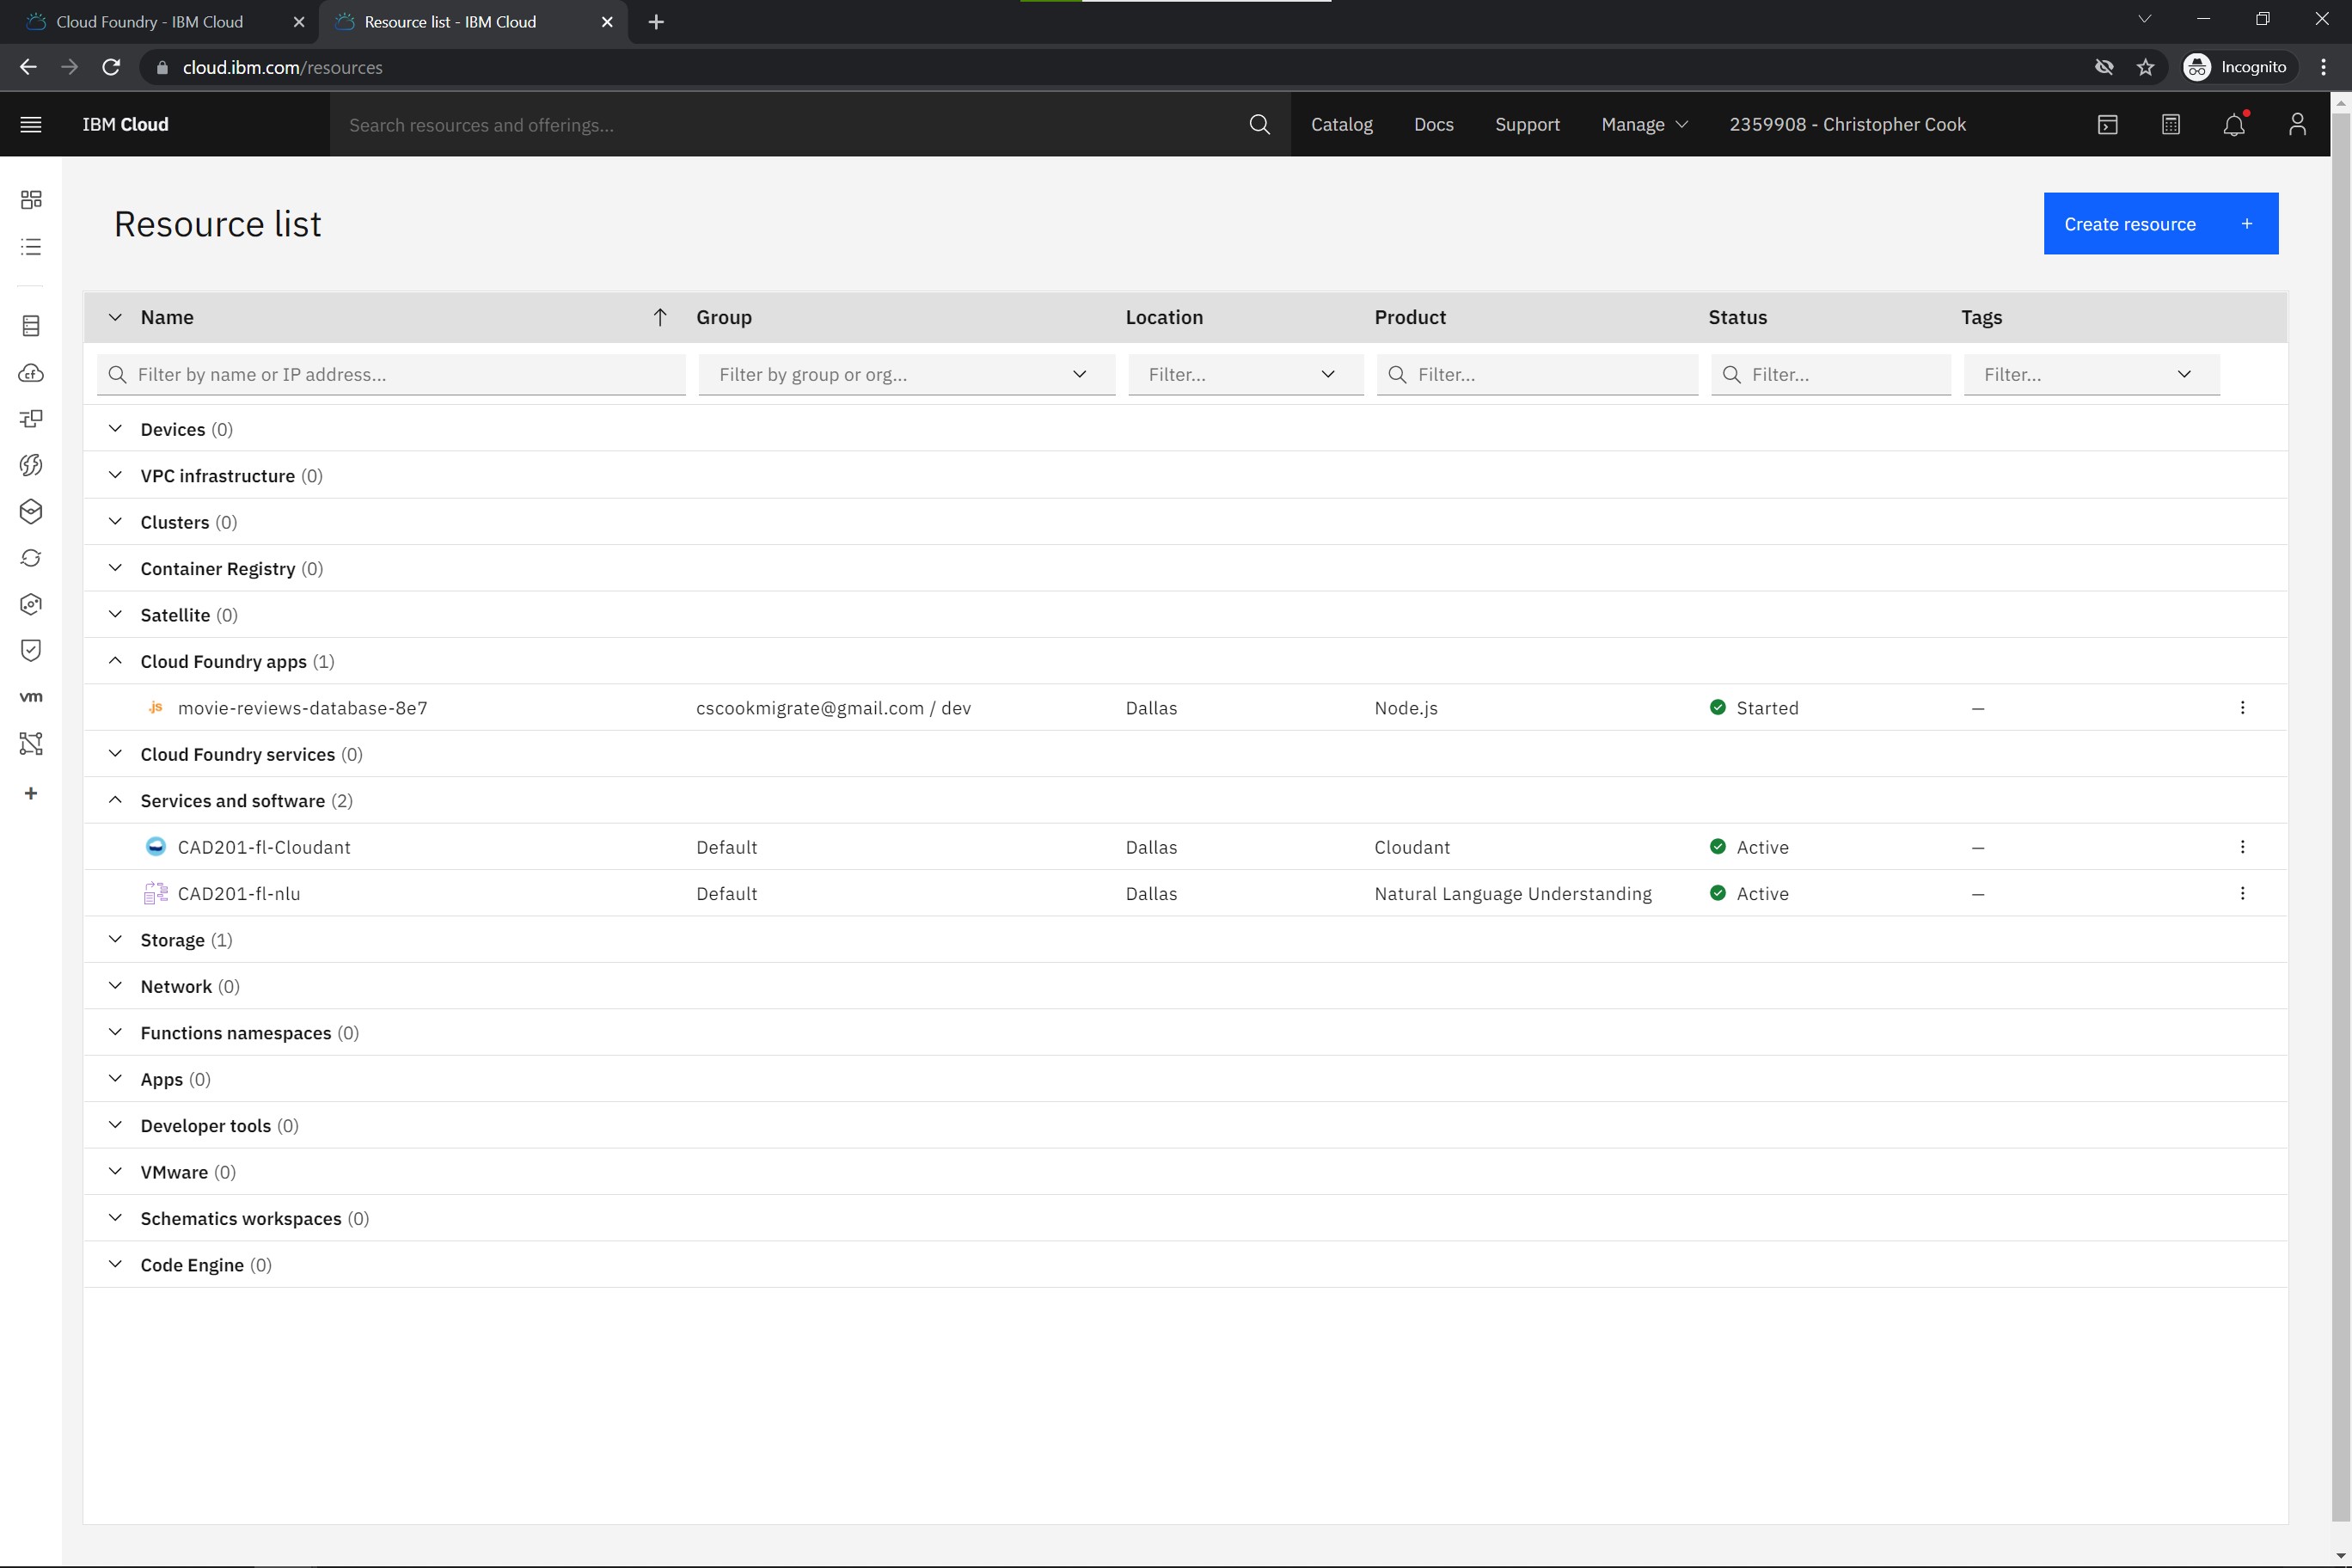 Cloud Foundry - IBM Cloud
Resource list - IBM Cloud
cloud.ibm.com/resources
Incognito
IBM Cloud
Search resources and offerings...
Catalog
Docs
Support
Manage
2359908 - Christopher Cook
Resource list
Create resource +
Name Group Location Product Status Tags
Filter by name or IP address... Filter by group or org... Filter... Filter... Filter... Filter...
Devices (0)
VPC infrastructure (0)
Clusters (0)
Container Registry (0)
Satellite (0)
Cloud Foundry apps (1)
cf
.js movie-reviews-database-8e7 cscookmigrate@gmail.com / dev Dallas Node.js Started —
vm
Cloud Foundry services (0)
Services and software (2)
CAD201-fl-Cloudant Default Dallas Cloudant Active —
CAD201-fl-nlu Default Dallas Natural Language Understanding Active —
Storage (1)
Network (0)
Functions namespaces (0)
Apps (0)
Developer tools (0)
VMware (0)
Schematics workspaces (0)
Code Engine (0)